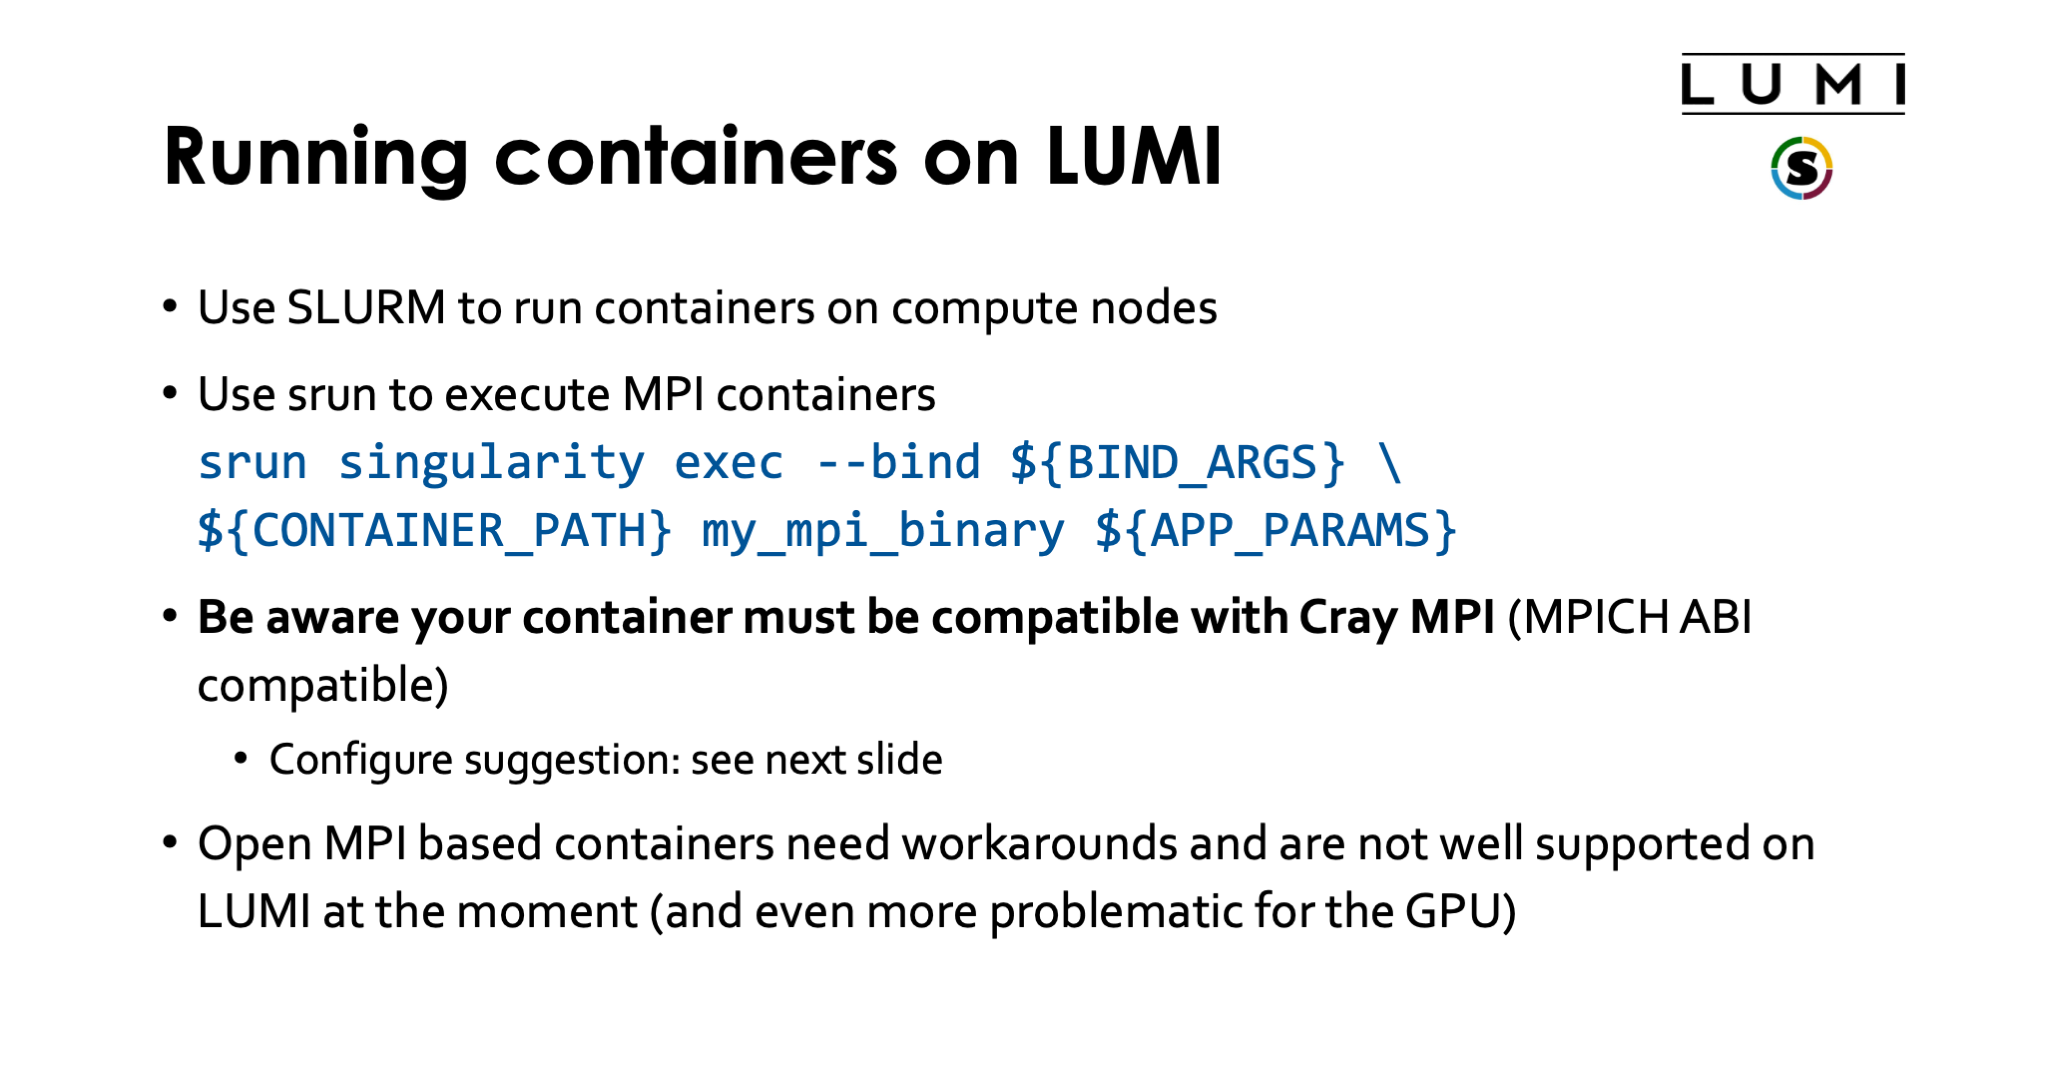 LUMI
S
Running containers on LUMI
• Use SLURM to run containers on compute nodes
• Use srun to execute MPI containers
srun singularity exec --bind ${BIND_ARGS} \
${CONTAINER_PATH} my_mpi_binary ${APP_PARAMS}
• Be aware your container must be compatible with Cray MPI (MPICH ABI
compatible)
• Configure suggestion: see next slide
• Open MPI based containers need workarounds and are not well supported on
LUMI at the moment (and even more problematic for the GPU)